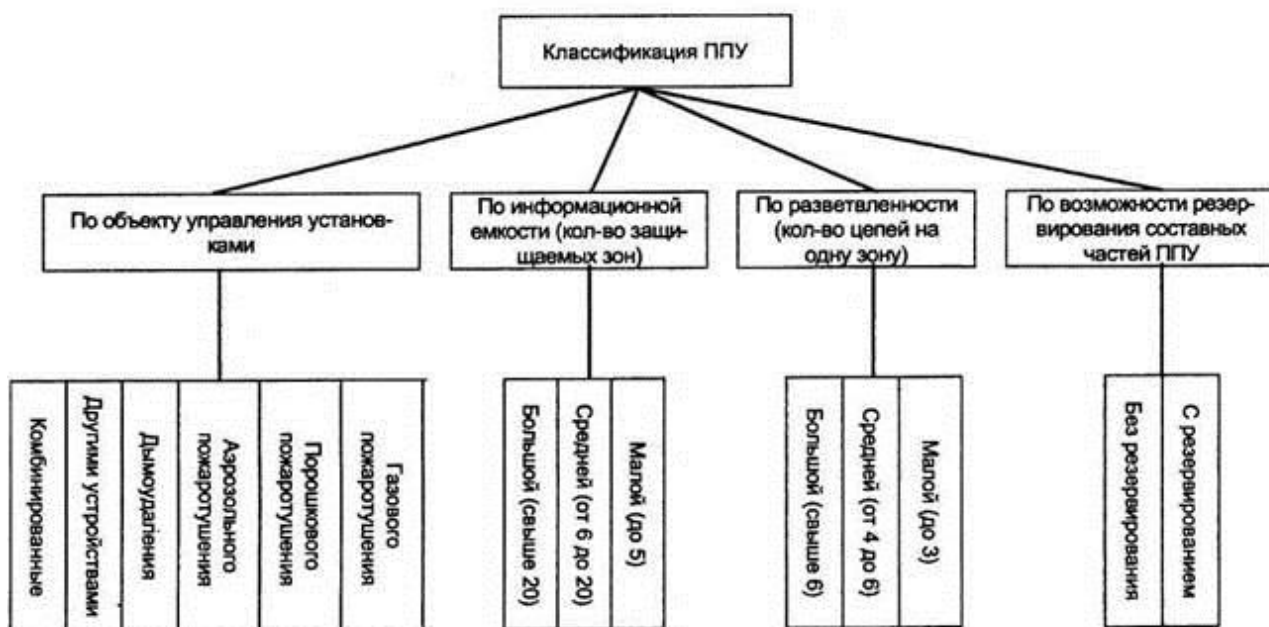 Классификация ППУ
По объекту управления установ-
ками
По информационной
емкости (кол-во защи-
щаемых зон)
По разветвленности
(кол-во цепей на
одну зону)
По возможности резер-
вирования составных
частей ППУ
Комбинированные
Другими устройствами
Дымоудаления
Аэрозольного
пожаротушения
Порошкового
пожаротушения
Газового
пожаротушения
Большой (свыше 20)
Средней (от 6 до 20)
Малой (до 5)
Большой (свыше 6)
Средней (от 4 до 6)
Малой (до 3)
Без резервирования
С резервированием